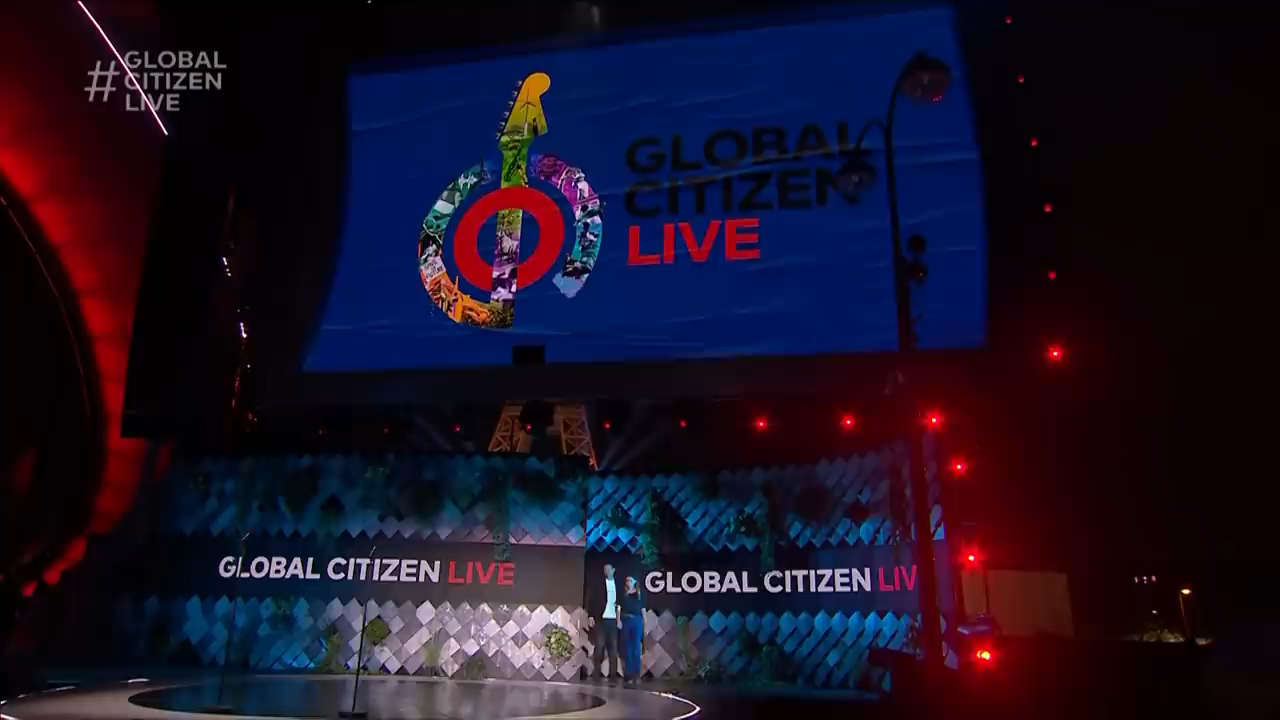 #GLOBAL
CITIZEN
LIVE
GLOBAL
CITIZEN
LIVE
GLOBAL CITIZEN LIVE
GLOBAL CITIZEN LIV